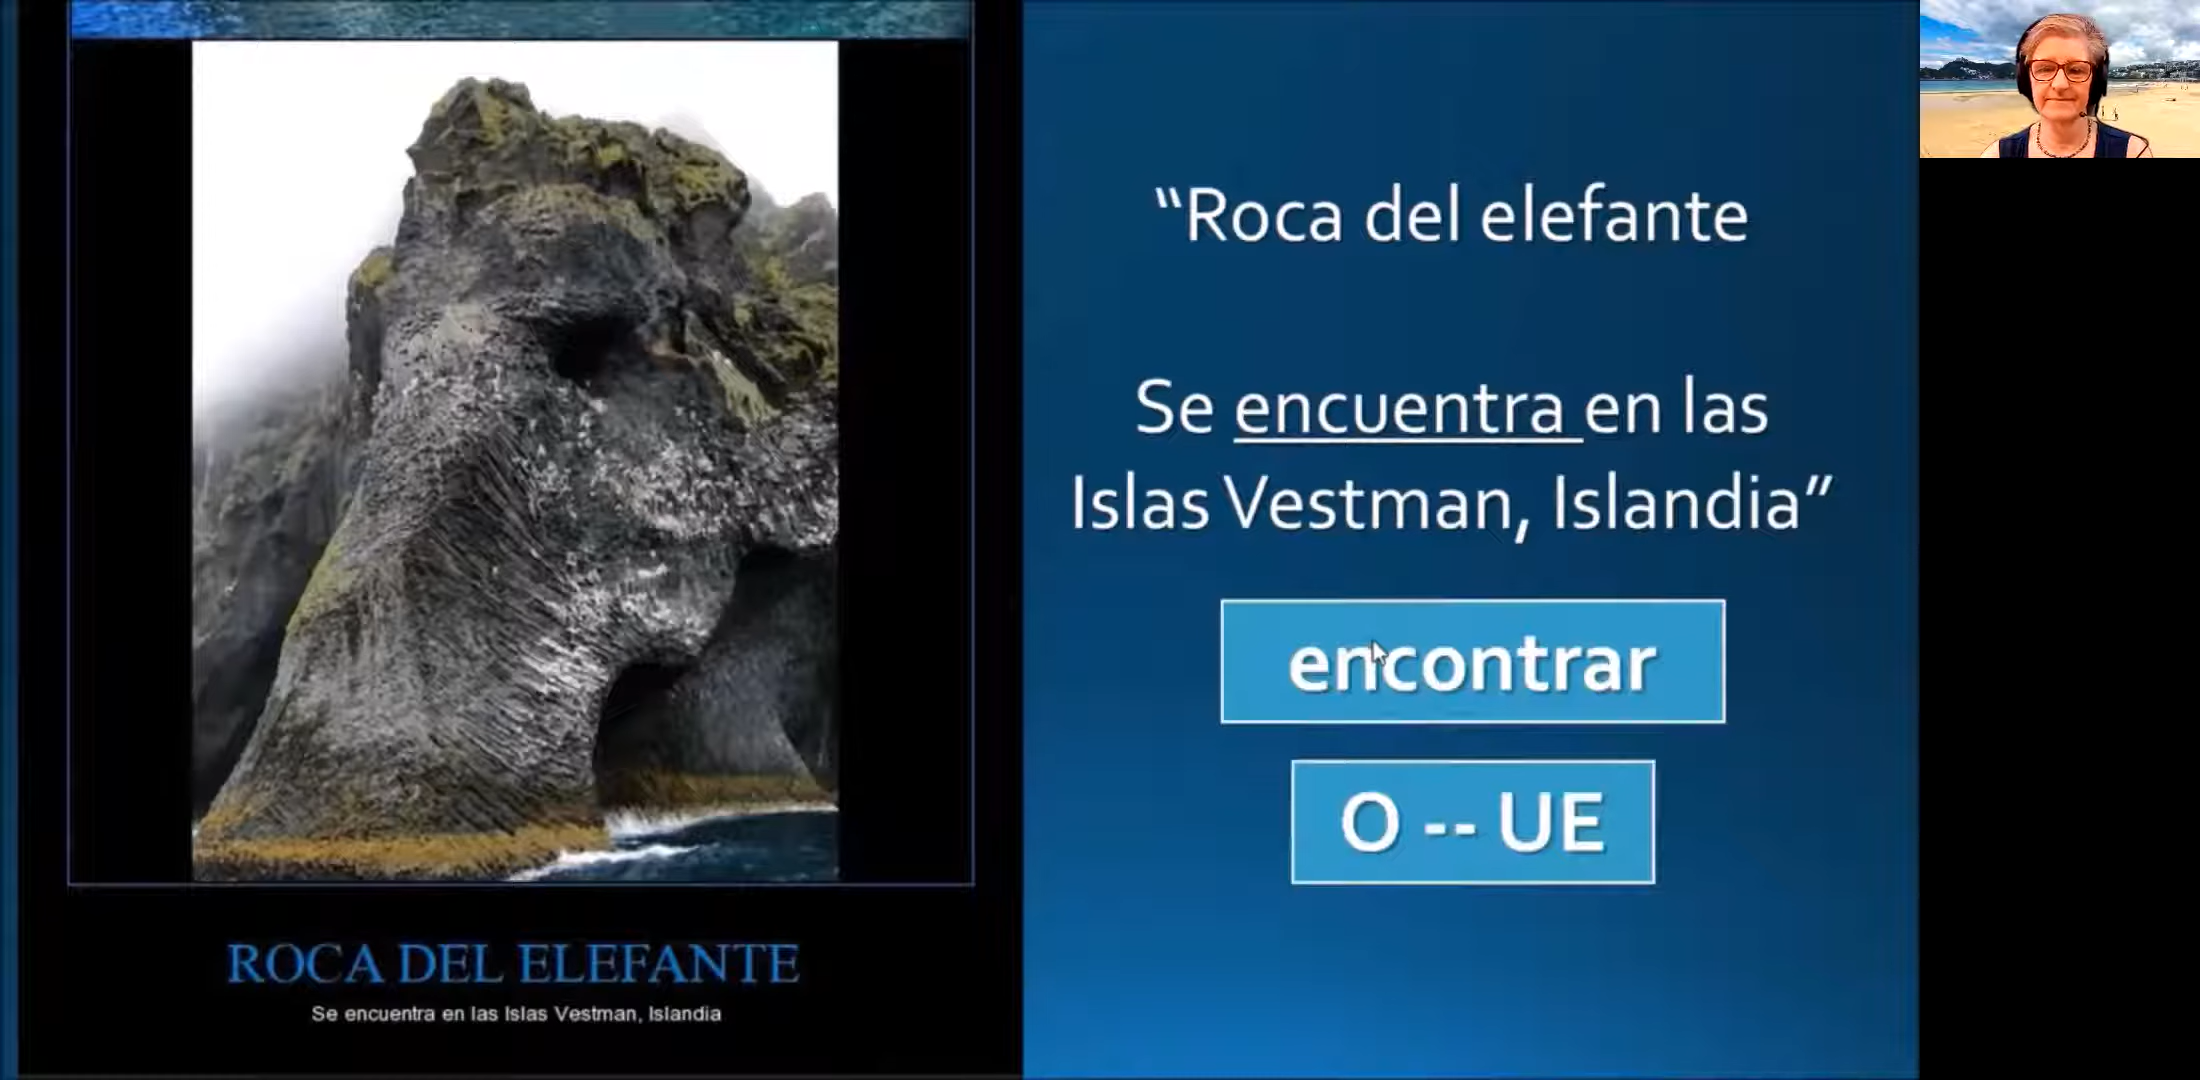 ROCA DEL ELEFANTE
Se encuentra en las Islas Vestman, Islandia
“Roca del elefante
Se encuentra en las
Islas Vestman, Islandia”
encontrar
O -- UE